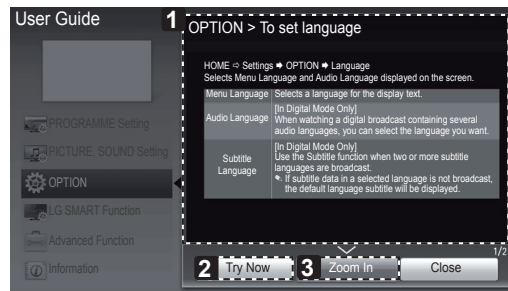 User Guide
1
OPTION > To set language
HOME ⇨ Settings ➡ OPTION ➡ Language
Selects Menu Language and Audio Language displayed on the screen.
Menu Language Selects a language for the display text.
Audio Language [In Digital Mode Only]
When watching a digital broadcast containing several
audio languages, you can select the language you want.
Subtitle
Language
[In Digital Mode Only]
Use the Subtitle function when two or more subtitle
languages are broadcast.
If subtitle data in a selected language is not broadcast,
the default language subtitle will be displayed.
PROGRAMME Setting
PICTURE, SOUND Setting
OPTION
LG SMART Function
Advanced Function
Information
1/2
2 Try Now 3 Zoom In Close